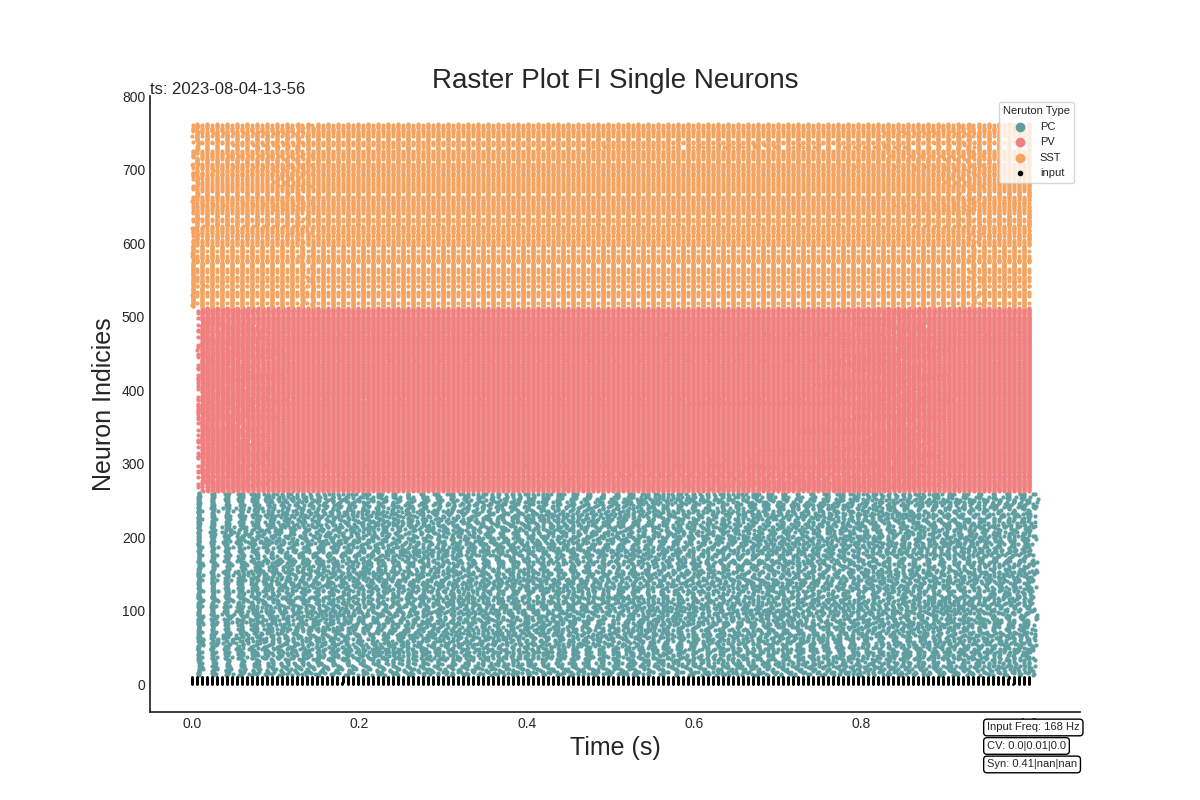 Raster Plot FI Single Neurons
ts: 2023-08-04-13-56
Neruton Type
PC
PV
SST
input
800
700
600
500
400
300
200
100
0
Neuron Indicies
0.0 0.2 0.4 0.6 0.8
Time (s)
Input Freq: 168 Hz
CV: 0.0|0.01|0.0
Syn: 0.41|nan|nan